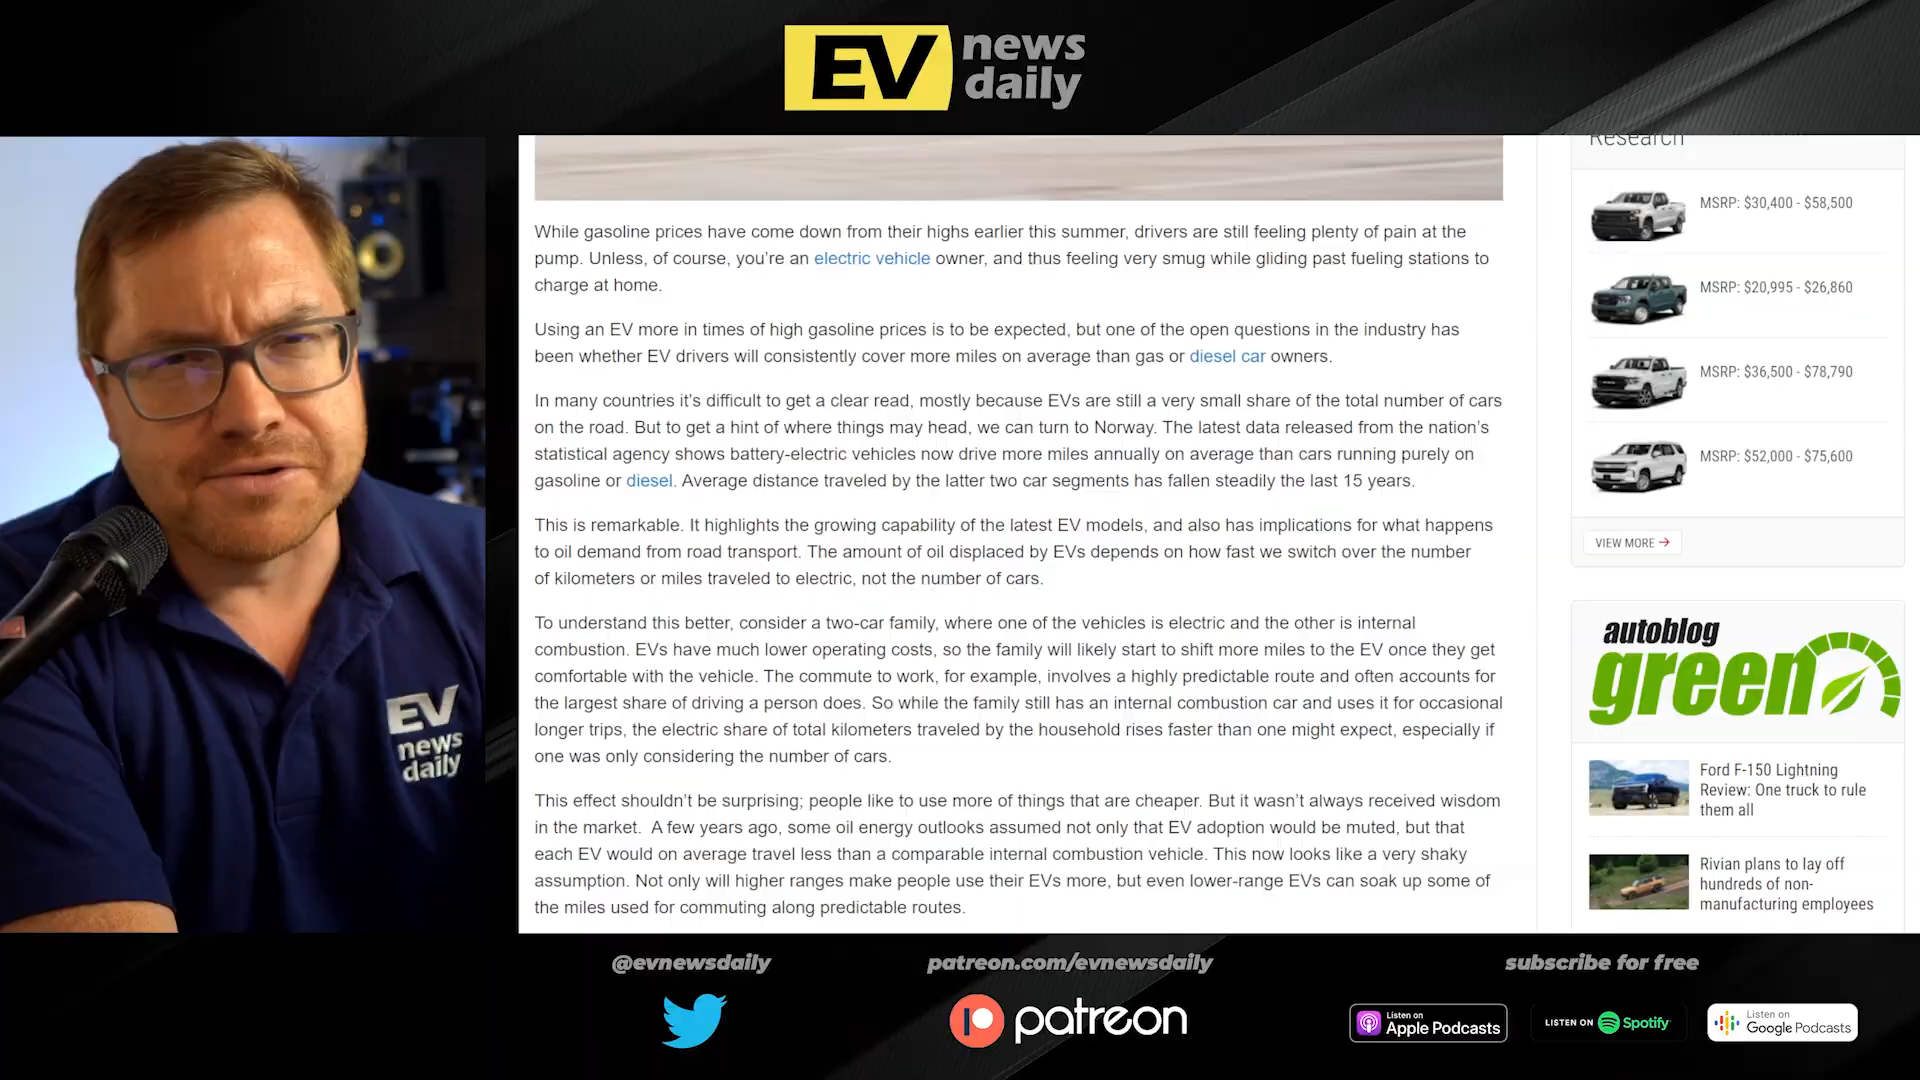 EV news
daily
Research
MSRP: $30,400 - $58,500
MSRP: $20,995 - $26,860
MSRP: $36,500 - $78,790
MSRP: $52,000 - $75,600
VIEW MORE →
While gasoline prices have come down from their highs earlier this summer, drivers are still feeling plenty of pain at the
pump. Unless, of course, you’re an electric vehicle owner, and thus feeling very smug while gliding past fueling stations to
charge at home.
Using an EV more in times of high gasoline prices is to be expected, but one of the open questions in the industry has
been whether EV drivers will consistently cover more miles on average than gas or diesel car owners.
In many countries it’s difficult to get a clear read, mostly because EVs are still a very small share of the total number of cars
on the road. But to get a hint of where things may head, we can turn to Norway. The latest data released from the nation’s
statistical agency shows battery-electric vehicles now drive more miles annually on average than cars running purely on
gasoline or diesel. Average distance traveled by the latter two car segments has fallen steadily the last 15 years.
This is remarkable. It highlights the growing capability of the latest EV models, and also has implications for what happens
to oil demand from road transport. The amount of oil displaced by EVs depends on how fast we switch over the number
of kilometers or miles traveled to electric, not the number of cars.
To understand this better, consider a two-car family, where one of the vehicles is electric and the other is internal
combustion. EVs have much lower operating costs, so the family will likely start to shift more miles to the EV once they get
comfortable with the vehicle. The commute to work, for example, involves a highly predictable route and often accounts for
the largest share of driving a person does. So while the family still has an internal combustion car and uses it for occasional
longer trips, the electric share of total kilometers traveled by the household rises faster than one might expect, especially if
one was only considering the number of cars.
This effect shouldn’t be surprising; people like to use more of things that are cheaper. But it wasn’t always received wisdom
in the market.  A few years ago, some oil energy outlooks assumed not only that EV adoption would be muted, but that
each EV would on average travel less than a comparable internal combustion vehicle. This now looks like a very shaky
assumption. Not only will higher ranges make people use their EVs more, but even lower-range EVs can soak up some of
the miles used for commuting along predictable routes.
autoblog
green
Ford F-150 Lightning
Review: One truck to rule
them all
Rivian plans to lay off
hundreds of non-
manufacturing employees
EV
news
daily
@evnewsdaily
patreon.com/evnewsdaily
subscribe for free
patreon
Listen on
Apple Podcasts
LISTEN ON Spotify
Listen on
Google Podcasts